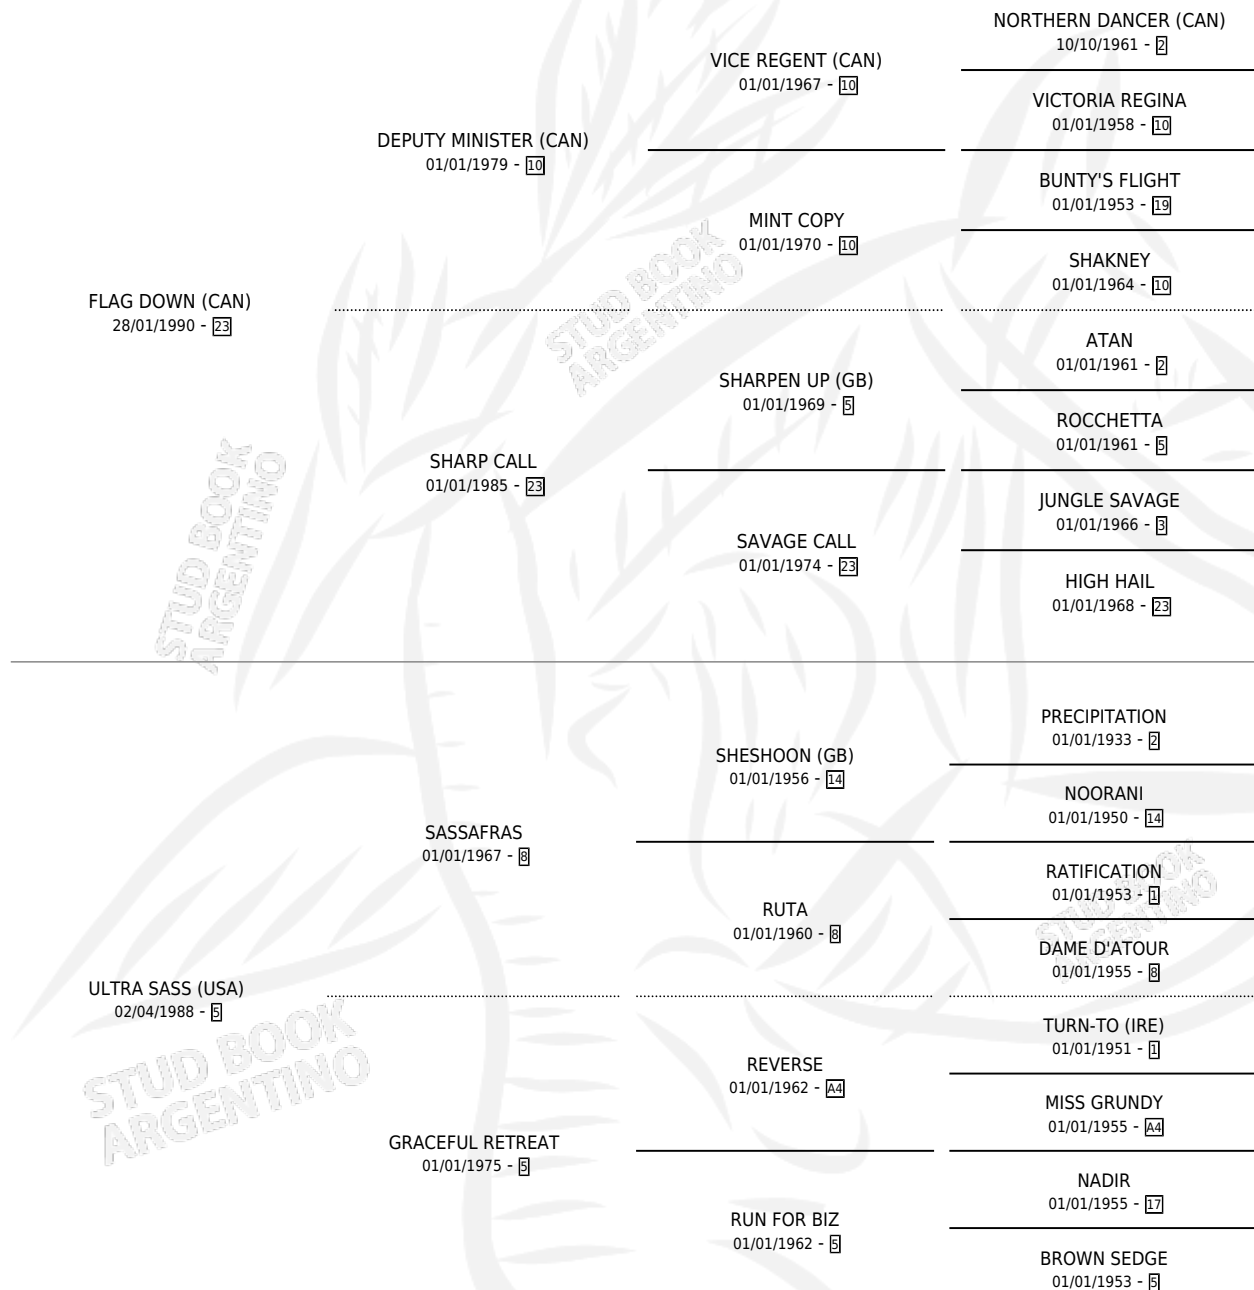 FLAG DOWN (CAN)
28/01/1990 - 23
DEPUTY MINISTER (CAN)
01/01/1979 - 10
SHARP CALL
01/01/1985 - 23
VICE REGENT (CAN)
01/01/1967 - 10
MINT COPY
01/01/1970 - 10
SHARPEN UP (GB)
01/01/1969 - 5
SAVAGE CALL
01/01/1974 - 23
NORTHERN DANCER (CAN)
10/10/1961 - 2
VICTORIA REGINA
01/01/1958 - 10
BUNTY'S FLIGHT
01/01/1953 - 19
SHAKNEY
01/01/1964 - 10
ATAN
01/01/1961 - 2
ROCCHETTA
01/01/1961 - 5
JUNGLE SAVAGE
01/01/1966 - 3
HIGH HAIL
01/01/1968 - 23
ULTRA SASS (USA)
02/04/1988 - 5
SASSAFRAS
01/01/1967 - 8
GRACEFUL RETREAT
01/01/1975 - 5
SHESHOON (GB)
01/01/1956 - 14
RUTA
01/01/1960 - 8
REVERSE
01/01/1962 - A4
RUN FOR BIZ
01/01/1962 - 5
PRECIPITATION
01/01/1933 - 2
NOORANI
01/01/1950 - 14
RATIFICATION
01/01/1953 - 1
DAME D'ATOUR
01/01/1955 - 8
TURN-TO (IRE)
01/01/1951 - 1
MISS GRUNDY
01/01/1955 - A4
NADIR
01/01/1955 - 17
BROWN SEDGE
01/01/1953 - 5
STUD BOOK
ARGENTINO
STUD BOOK
ARGENTINO
STUD BOOK
ARGENTINO
STUD BOOK
ARGENTINO